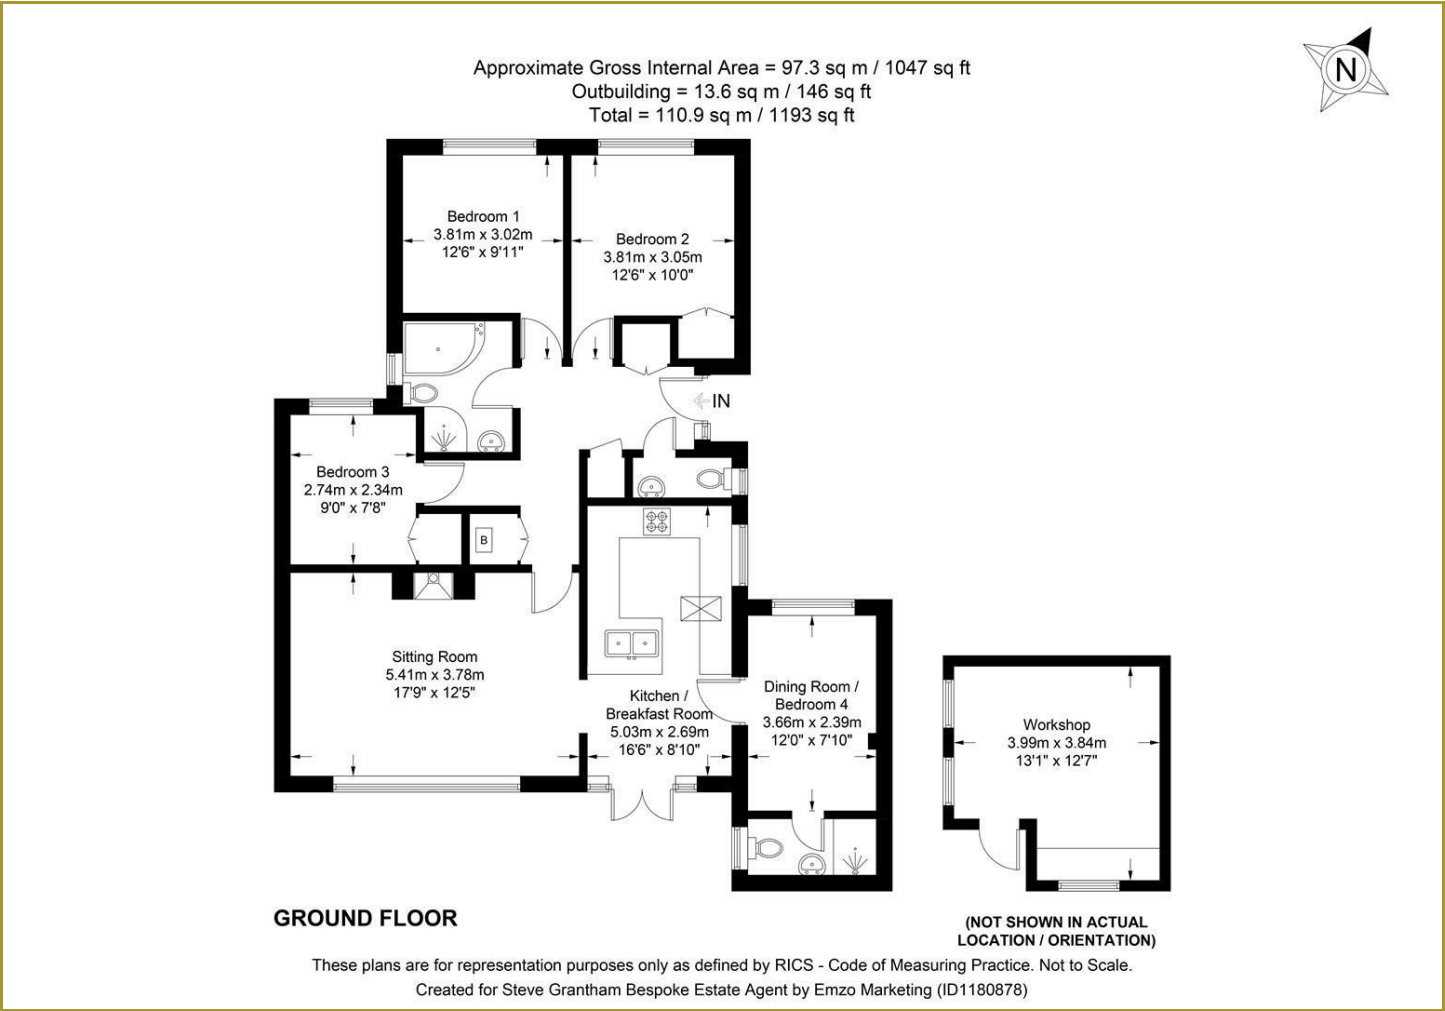 Approximate Gross Internal Area = 97.3 sq m / 1047 sq ft
Outbuilding = 13.6 sq m / 146 sq ft
Total = 110.9 sq m / 1193 sq ft
N
Bedroom 1
3.81m x 3.02m
12'6" x 9'11"
Bedroom 2
3.81m x 3.05m
12'6" x 10'0"
IN
Bedroom 3
2.74m x 2.34m
9'0" x 7'8"
B
Sitting Room
5.41m x 3.78m
17'9" x 12'5"
Kitchen /
Breakfast Room
5.03m x 2.69m
16'6" x 8'10"
Dining Room /
Bedroom 4
3.66m x 2.39m
12'0" x 7'10"
Workshop
3.99m x 3.84m
13'1" x 12'7"
GROUND FLOOR
(NOT SHOWN IN ACTUAL
LOCATION / ORIENTATION)
These plans are for representation purposes only as defined by RICS - Code of Measuring Practice. Not to Scale.
Created for Steve Grantham Bespoke Estate Agent by Emzo Marketing (ID1180878)